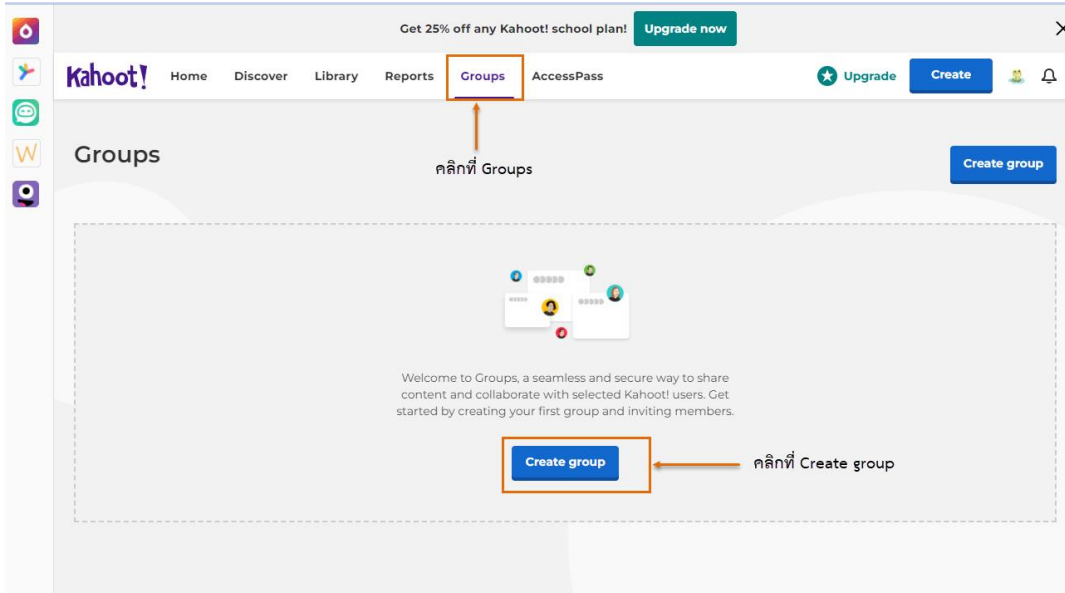 Get 25% off any Kahoot! school plan! Upgrade now
Kahoot! Home Discover Library Reports Groups AccessPass Upgrade Create
คลิกที่ Groups
Groups
Create group
Welcome to Groups, a seamless and secure way to share
content and collaborate with selected Kahoot! users. Get
started by creating your first group and inviting members.
Create group
คลิกที่ Create group